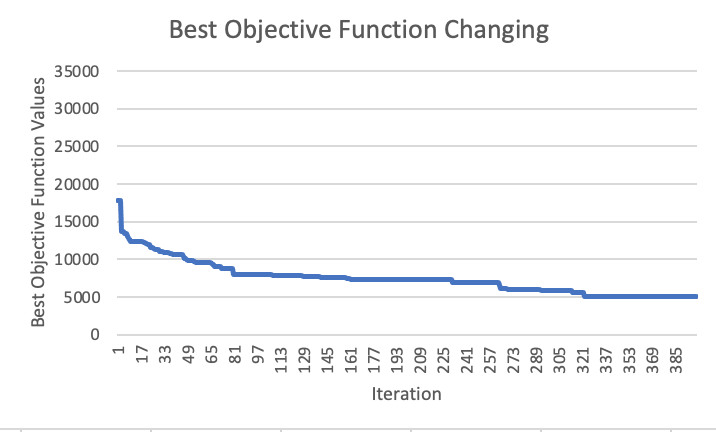 Best Objective Function Changing
Best Objective Function Values
35000
30000
25000
20000
15000
10000
5000
0
1 17 33 49 65 81 97 113 129 145 161 177 193 209 225 241 257 273 289 305 321 337 353 369 385
Iteration